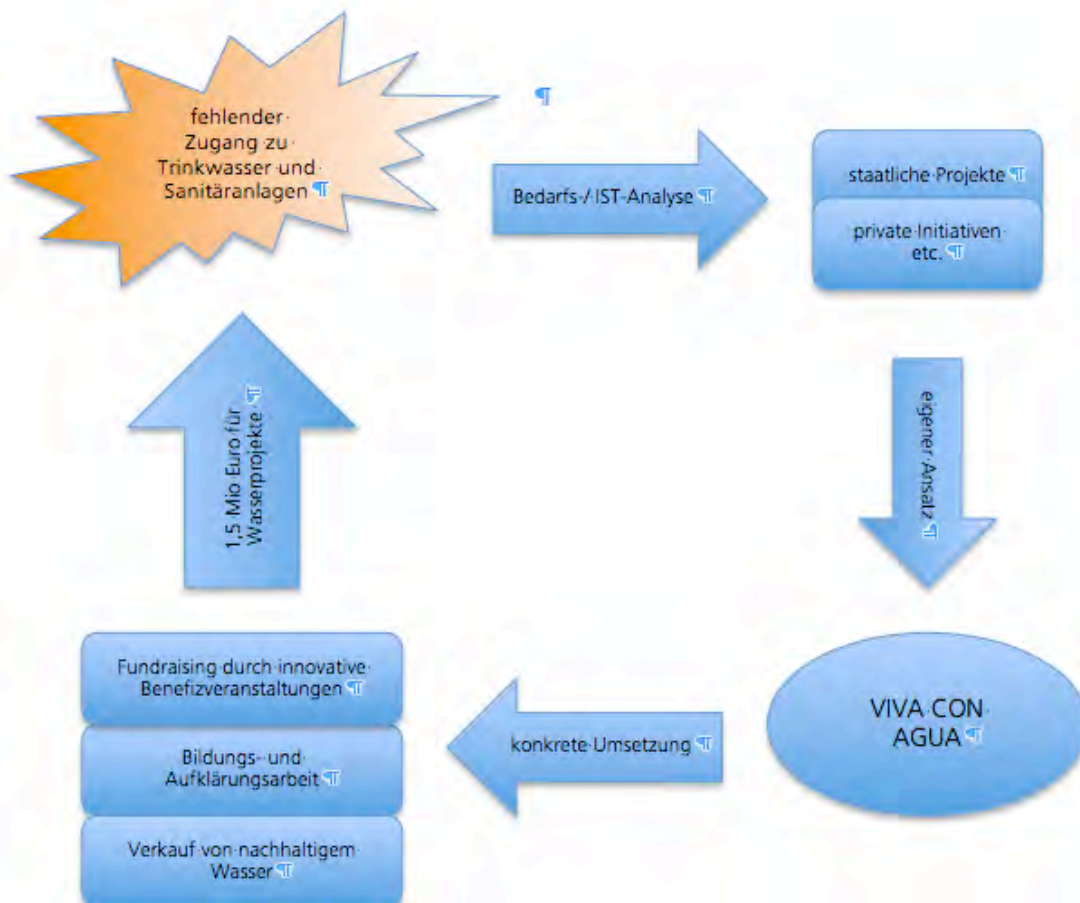 fehlender
Zugang zu
Trinkwasser und
Sanitäranlagen ¶
¶
Bedarfs-/ IST-Analyse ¶
staatliche Projekte ¶
private Initiativen
etc. ¶
eigener Ansatz ¶
VIVA CON
AGUA ¶
konkrete Umsetzung ¶
Fundraising durch innovative
Benefizveranstaltungen ¶
Bildungs- und
Aufklärungsarbeit ¶
Verkauf von nachhaltigem
Wasser ¶
1,5 Mio Euro für
Wasserprojekte ¶